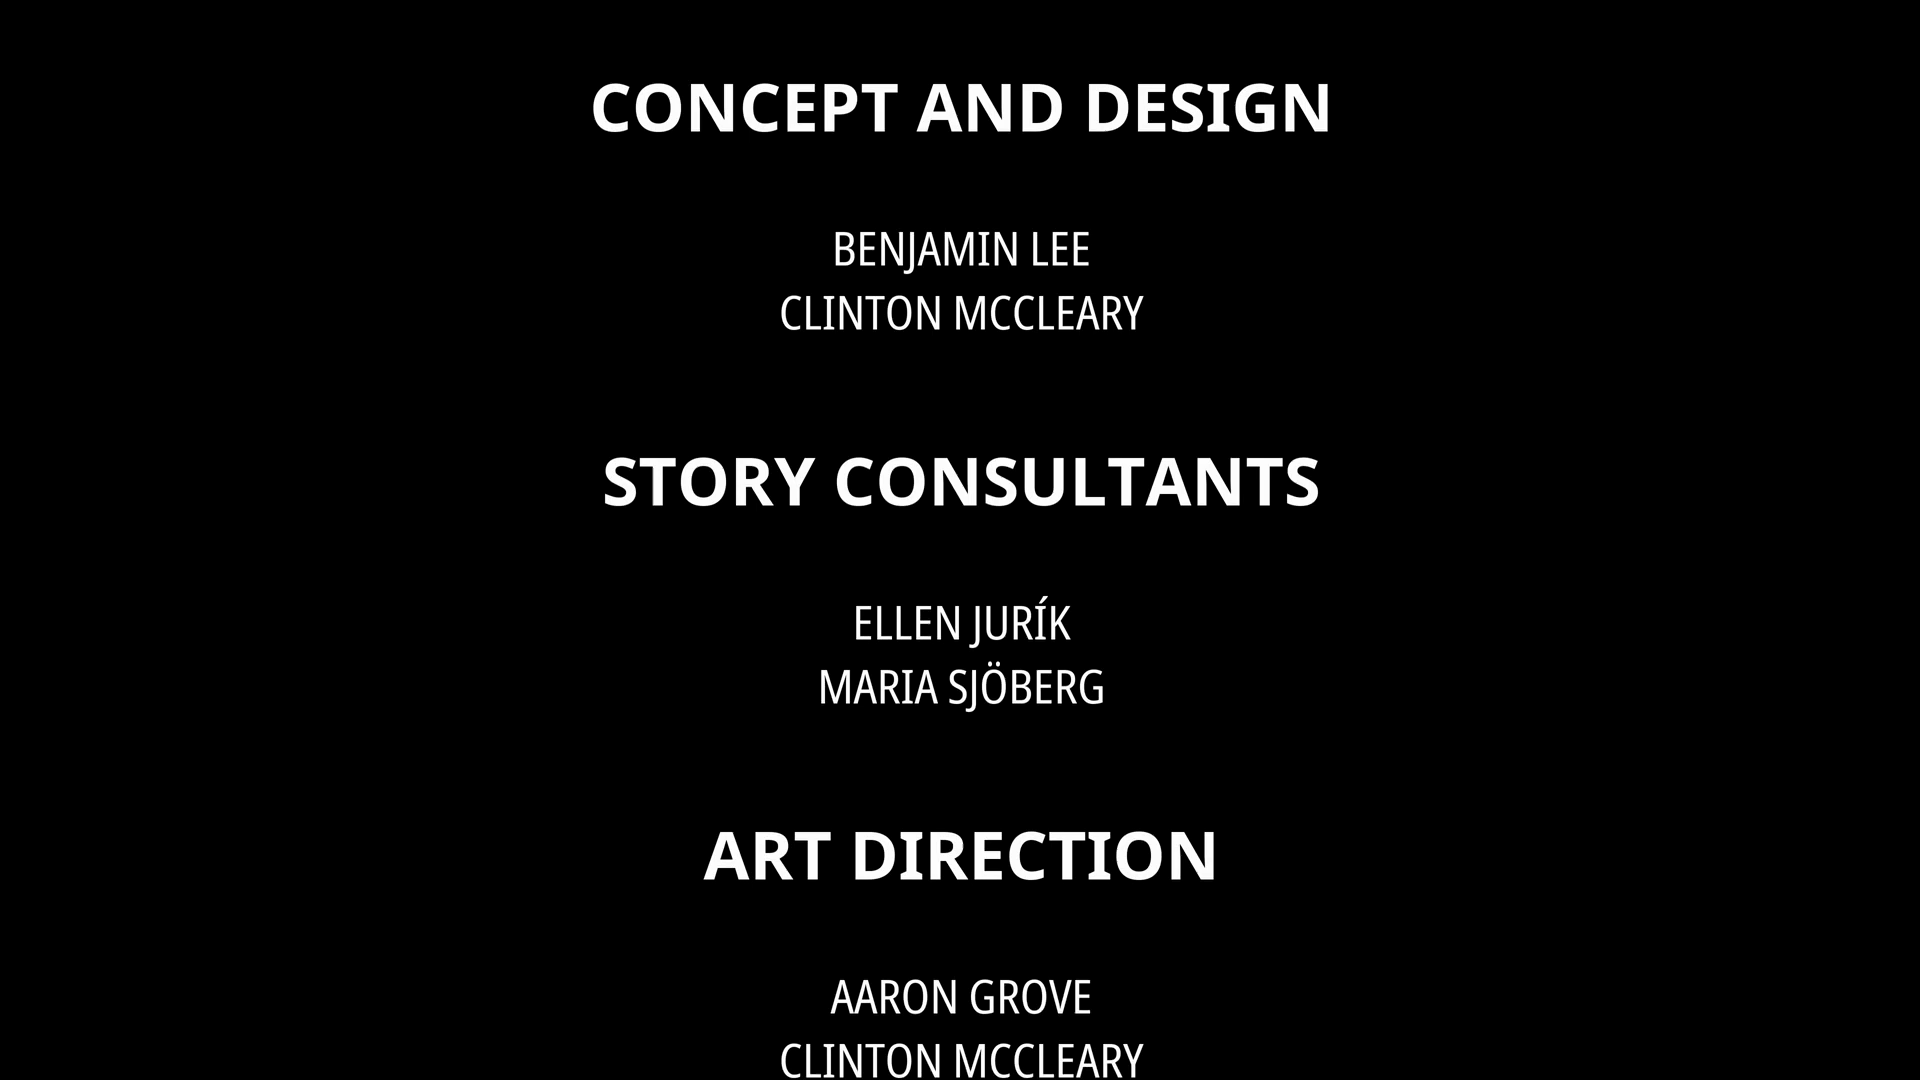 CONCEPT AND DESIGN
BENJAMIN LEE
CLINTON MCCLEARY
STORY CONSULTANTS
ELLEN JURÍK
MARIA SJÖBERG
ART DIRECTION
AARON GROVE
CLINTON MCCLEARY